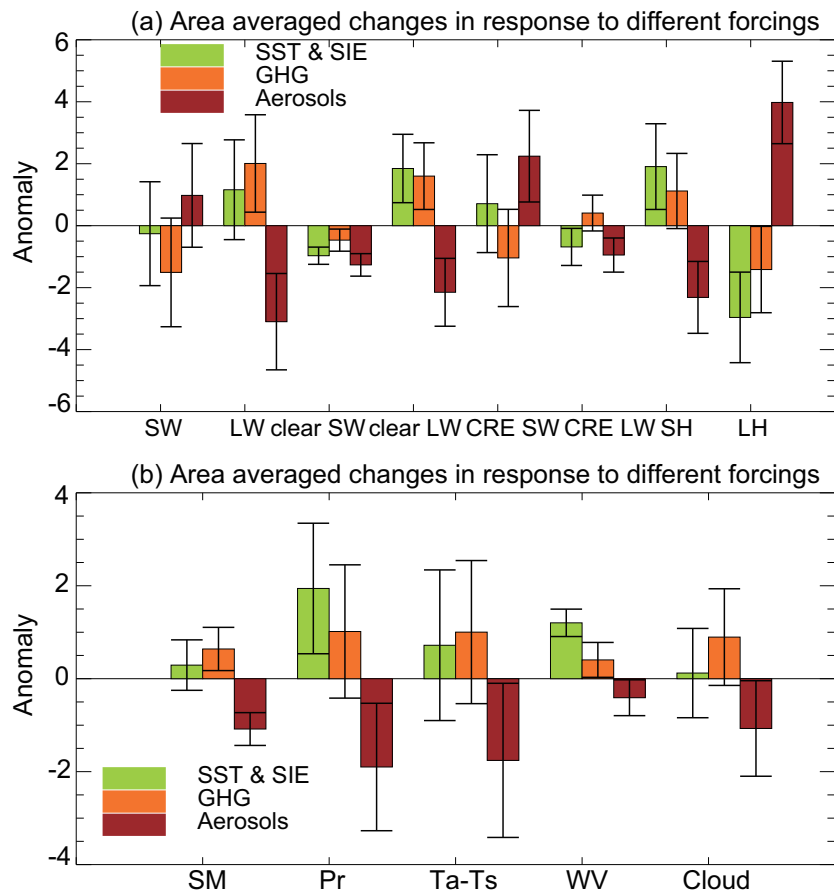 (a) Area averaged changes in response to different forcings
6
4
2
0
-2
-4
-6
Anomaly
SST & SIE
GHG
Aerosols
SW LW clear SW clear LW CRE SW CRE LW SH LH
(b) Area averaged changes in response to different forcings
4
2
0
-2
-4
Anomaly
SST & SIE
GHG
Aerosols
SM Pr Ta-Ts WV Cloud